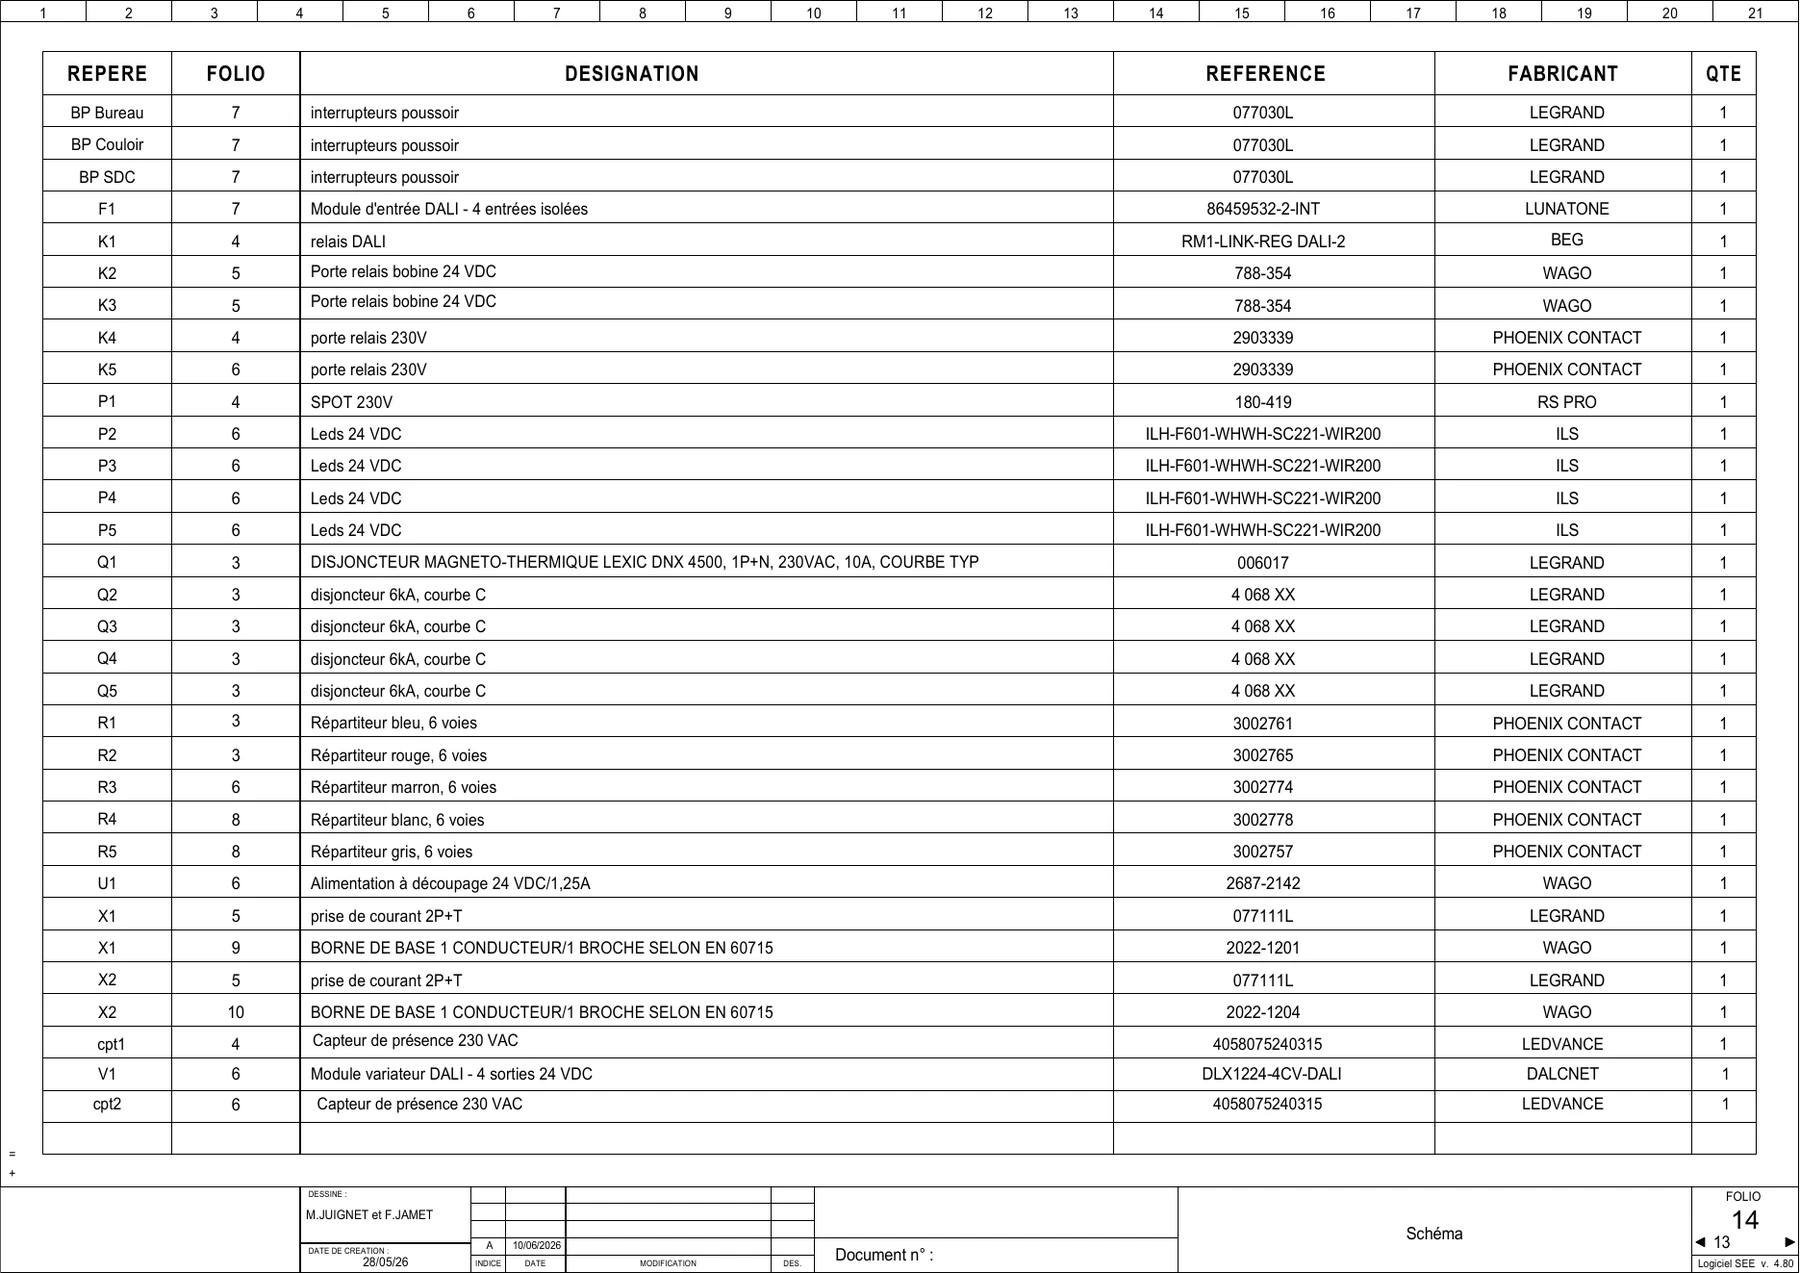 1 2 3 4 5 6 7 8 9 10 11 12 13 14 15 16 17 18 19 20 21
REPERE FOLIO DESIGNATION REFERENCE FABRICANT QTE
BP Bureau 7 interrupteurs poussoir 077030L LEGRAND 1
BP Couloir 7 interrupteurs poussoir 077030L LEGRAND 1
BP SDC 7 interrupteurs poussoir 077030L LEGRAND 1
F1 7 Module d'entrée DALI - 4 entrées isolées 86459532-2-INT LUNATONE 1
K1 4 relais DALI RM1-LINK-REG DALI-2 BEG 1
K2 5 Porte relais bobine 24 VDC 788-354 WAGO 1
K3 5 Porte relais bobine 24 VDC 788-354 WAGO 1
K4 4 porte relais 230V 2903339 PHOENIX CONTACT 1
K5 6 porte relais 230V 2903339 PHOENIX CONTACT 1
P1 4 SPOT 230V 180-419 RS PRO 1
P2 6 Leds 24 VDC ILH-F601-WHWH-SC221-WIR200 ILS 1
P3 6 Leds 24 VDC ILH-F601-WHWH-SC221-WIR200 ILS 1
P4 6 Leds 24 VDC ILH-F601-WHWH-SC221-WIR200 ILS 1
P5 6 Leds 24 VDC ILH-F601-WHWH-SC221-WIR200 ILS 1
Q1 3 DISJONCTEUR MAGNETO-THERMIQUE LEXIC DNX 4500, 1P+N, 230VAC, 10A, COURBE TYP 006017 LEGRAND 1
Q2 3 disjoncteur 6kA, courbe C 4 068 XX LEGRAND 1
Q3 3 disjoncteur 6kA, courbe C 4 068 XX LEGRAND 1
Q4 3 disjoncteur 6kA, courbe C 4 068 XX LEGRAND 1
Q5 3 disjoncteur 6kA, courbe C 4 068 XX LEGRAND 1
R1 3 Répartiteur bleu, 6 voies 3002761 PHOENIX CONTACT 1
R2 3 Répartiteur rouge, 6 voies 3002765 PHOENIX CONTACT 1
R3 6 Répartiteur marron, 6 voies 3002774 PHOENIX CONTACT 1
R4 8 Répartiteur blanc, 6 voies 3002778 PHOENIX CONTACT 1
R5 8 Répartiteur gris, 6 voies 3002757 PHOENIX CONTACT 1
U1 6 Alimentation à découpage 24 VDC/1,25A 2687-2142 WAGO 1
X1 5 prise de courant 2P+T 077111L LEGRAND 1
X1 9 BORNE DE BASE 1 CONDUCTEUR/1 BROCHE SELON EN 60715 2022-1201 WAGO 1
X2 5 prise de courant 2P+T 077111L LEGRAND 1
X2 10 BORNE DE BASE 1 CONDUCTEUR/1 BROCHE SELON EN 60715 2022-1204 WAGO 1
cpt1 4 Capteur de présence 230 VAC 4058075240315 LEDVANCE 1
V1 6 Module variateur DALI - 4 sorties 24 VDC DLX1224-4CV-DALI DALCNET 1
cpt2 6 Capteur de présence 230 VAC 4058075240315 LEDVANCE 1
=
+
DESSINE :
M.JUIGNET et F.JAMET
DATE DE CREATION :
28/05/26
A 10/06/2026
INDICE DATE MODIFICATION DES.
Document n° :
Schéma
FOLIO
14
◄ 13 ►
Logiciel SEE v. 4.80